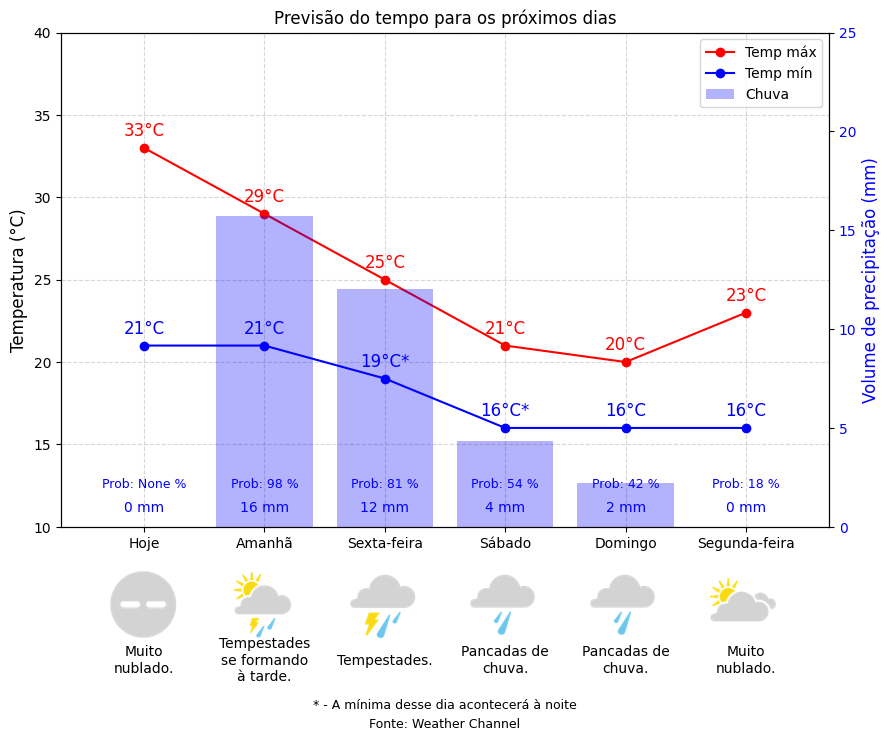 Previsão do tempo para os próximos dias
Temperatura (°C)
Volume de precipitação (mm)
40
35
30
25
20
15
10
25
20
15
10
5
0
Temp máx
Temp mín
Chuva
33°C
29°C
25°C
21°C
20°C
23°C
21°C
21°C
19°C*
16°C*
16°C
16°C
Prob: None %
Prob: 98 %
Prob: 81 %
Prob: 54 %
Prob: 42 %
Prob: 18 %
0 mm
16 mm
12 mm
4 mm
2 mm
0 mm
Hoje
Amanhã
Sexta-feira
Sábado
Domingo
Segunda-feira
Muito
nublado.
Tempestades
se formando
à tarde.
Tempestades.
Pancadas de
chuva.
Pancadas de
chuva.
Muito
nublado.
* - A mínima desse dia acontecerá à noite
Fonte: Weather Channel